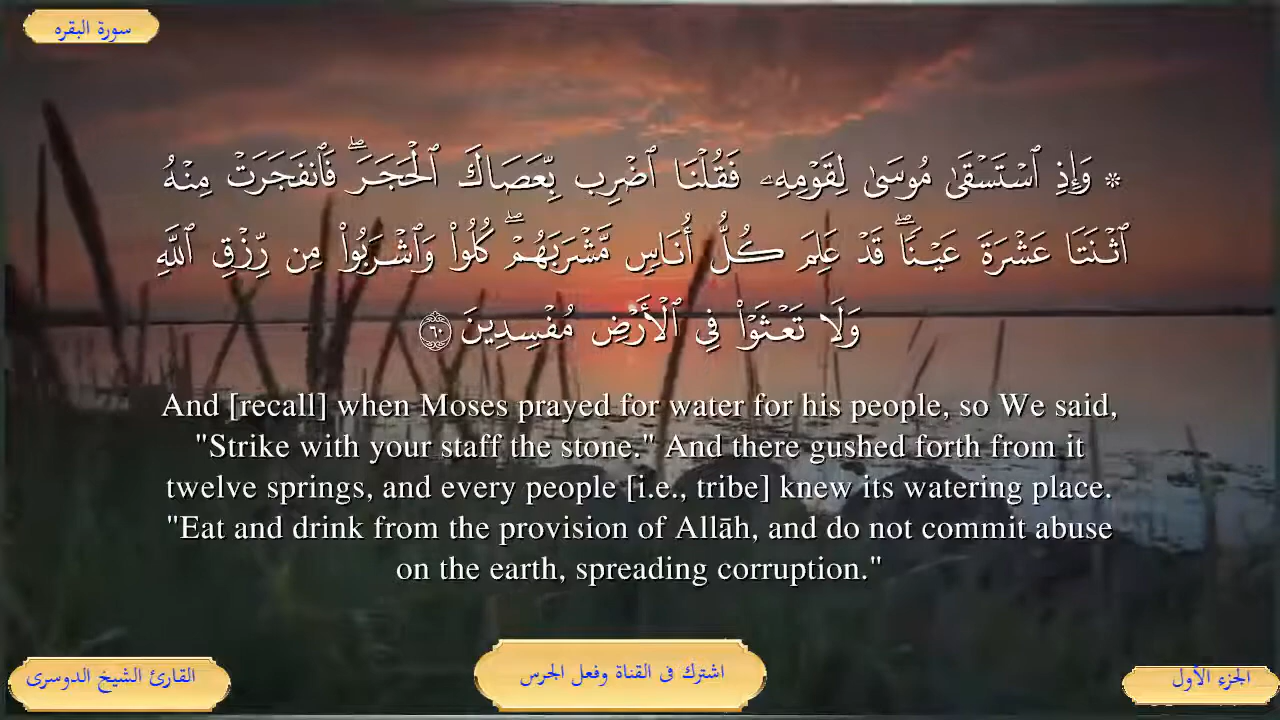 سورة البقره
۞ وَإِذِ ٱسْتَسْقَىٰ مُوسَىٰ لِقَوْمِهِۦ فَقُلْنَا ٱضْرِب بِّعَصَاكَ ٱلْحَجَرَ ۖ فَٱنفَجَرَتْ مِنْهُ
ٱثْنَتَا عَشْرَةَ عَيْنًا ۖ قَدْ عَلِمَ كُلُّ أُنَاسٍ مَّشْرَبَهُمْ ۖ كُلُوا۟ وَٱشْرَبُوا۟ مِن رِّزْقِ ٱللَّهِ
وَلَا تَعْثَوْا۟ فِى ٱلْأَرْضِ مُفْسِدِينَ ٦٠
And [recall] when Moses prayed for water for his people, so We said,
"Strike with your staff the stone." And there gushed forth from it
twelve springs, and every people [i.e., tribe] knew its watering place.
"Eat and drink from the provision of Allāh, and do not commit abuse
on the earth, spreading corruption."
الجزء الأول
اشترك فى القناة وفعل الجرس
القارئ الشيخ الدوسرى